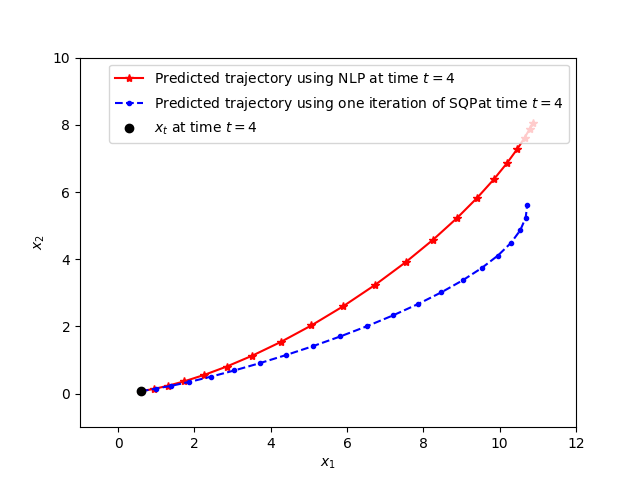 10
8
6
4
2
0
x₂
Predicted trajectory using NLP at time t = 4
Predicted trajectory using one iteration of SQPat time t = 4
xₜ at time t = 4
0 2 4 6 8 10 12
x₁